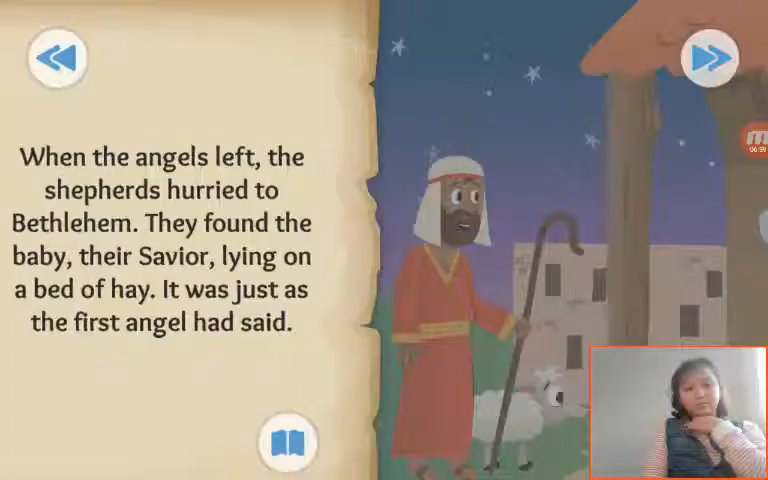 When the angels left, the
shepherds hurried to
Bethlehem. They found the
baby, their Savior, lying on
a bed of hay. It was just as
the first angel had said.